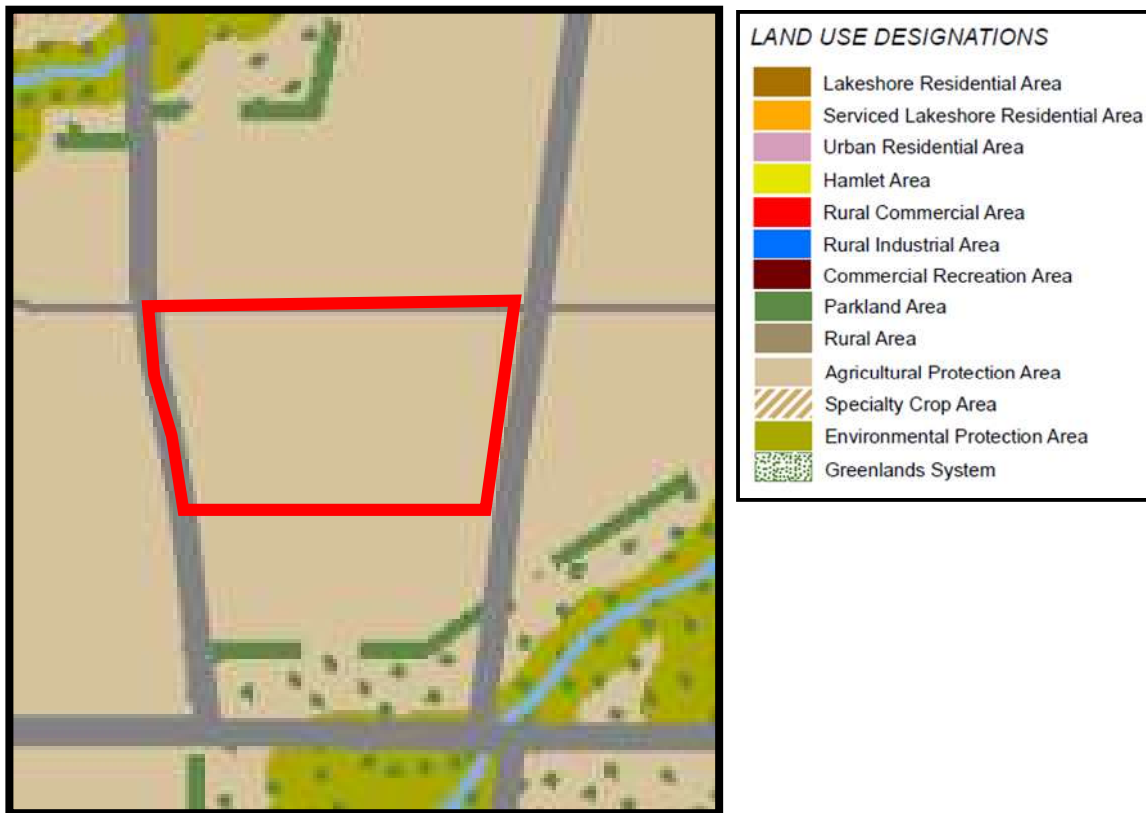 LAND USE DESIGNATIONS
Lakeshore Residential Area
Serviced Lakeshore Residential Area
Urban Residential Area
Hamlet Area
Rural Commercial Area
Rural Industrial Area
Commercial Recreation Area
Parkland Area
Rural Area
Agricultural Protection Area
Specialty Crop Area
Environmental Protection Area
Greenlands System